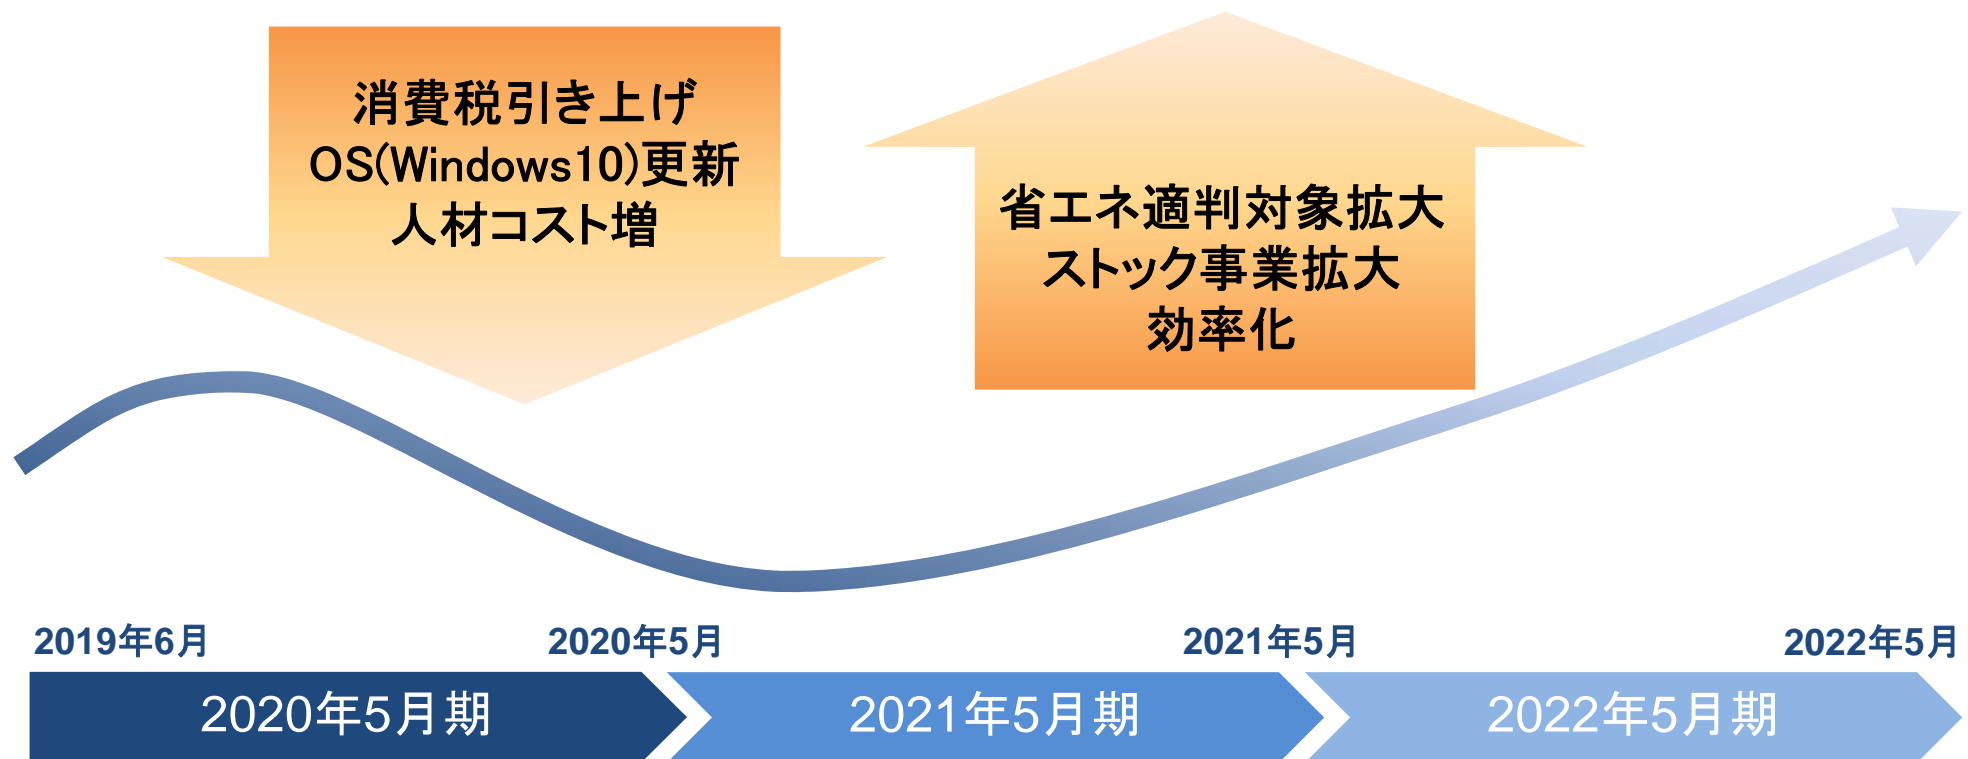 消費税引き上げ
OS(Windows10)更新
人材コスト増
省エネ適判対象拡大
ストック事業拡大
効率化
2019年6月
2020年5月
2021年5月
2022年5月
2020年5月期
2021年5月期
2022年5月期